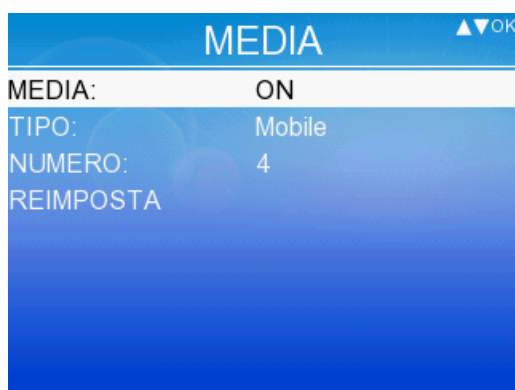 MEDIA ▲▼OK
MEDIA: ON
TIPO: Mobile
NUMERO: 4
REIMPOSTA